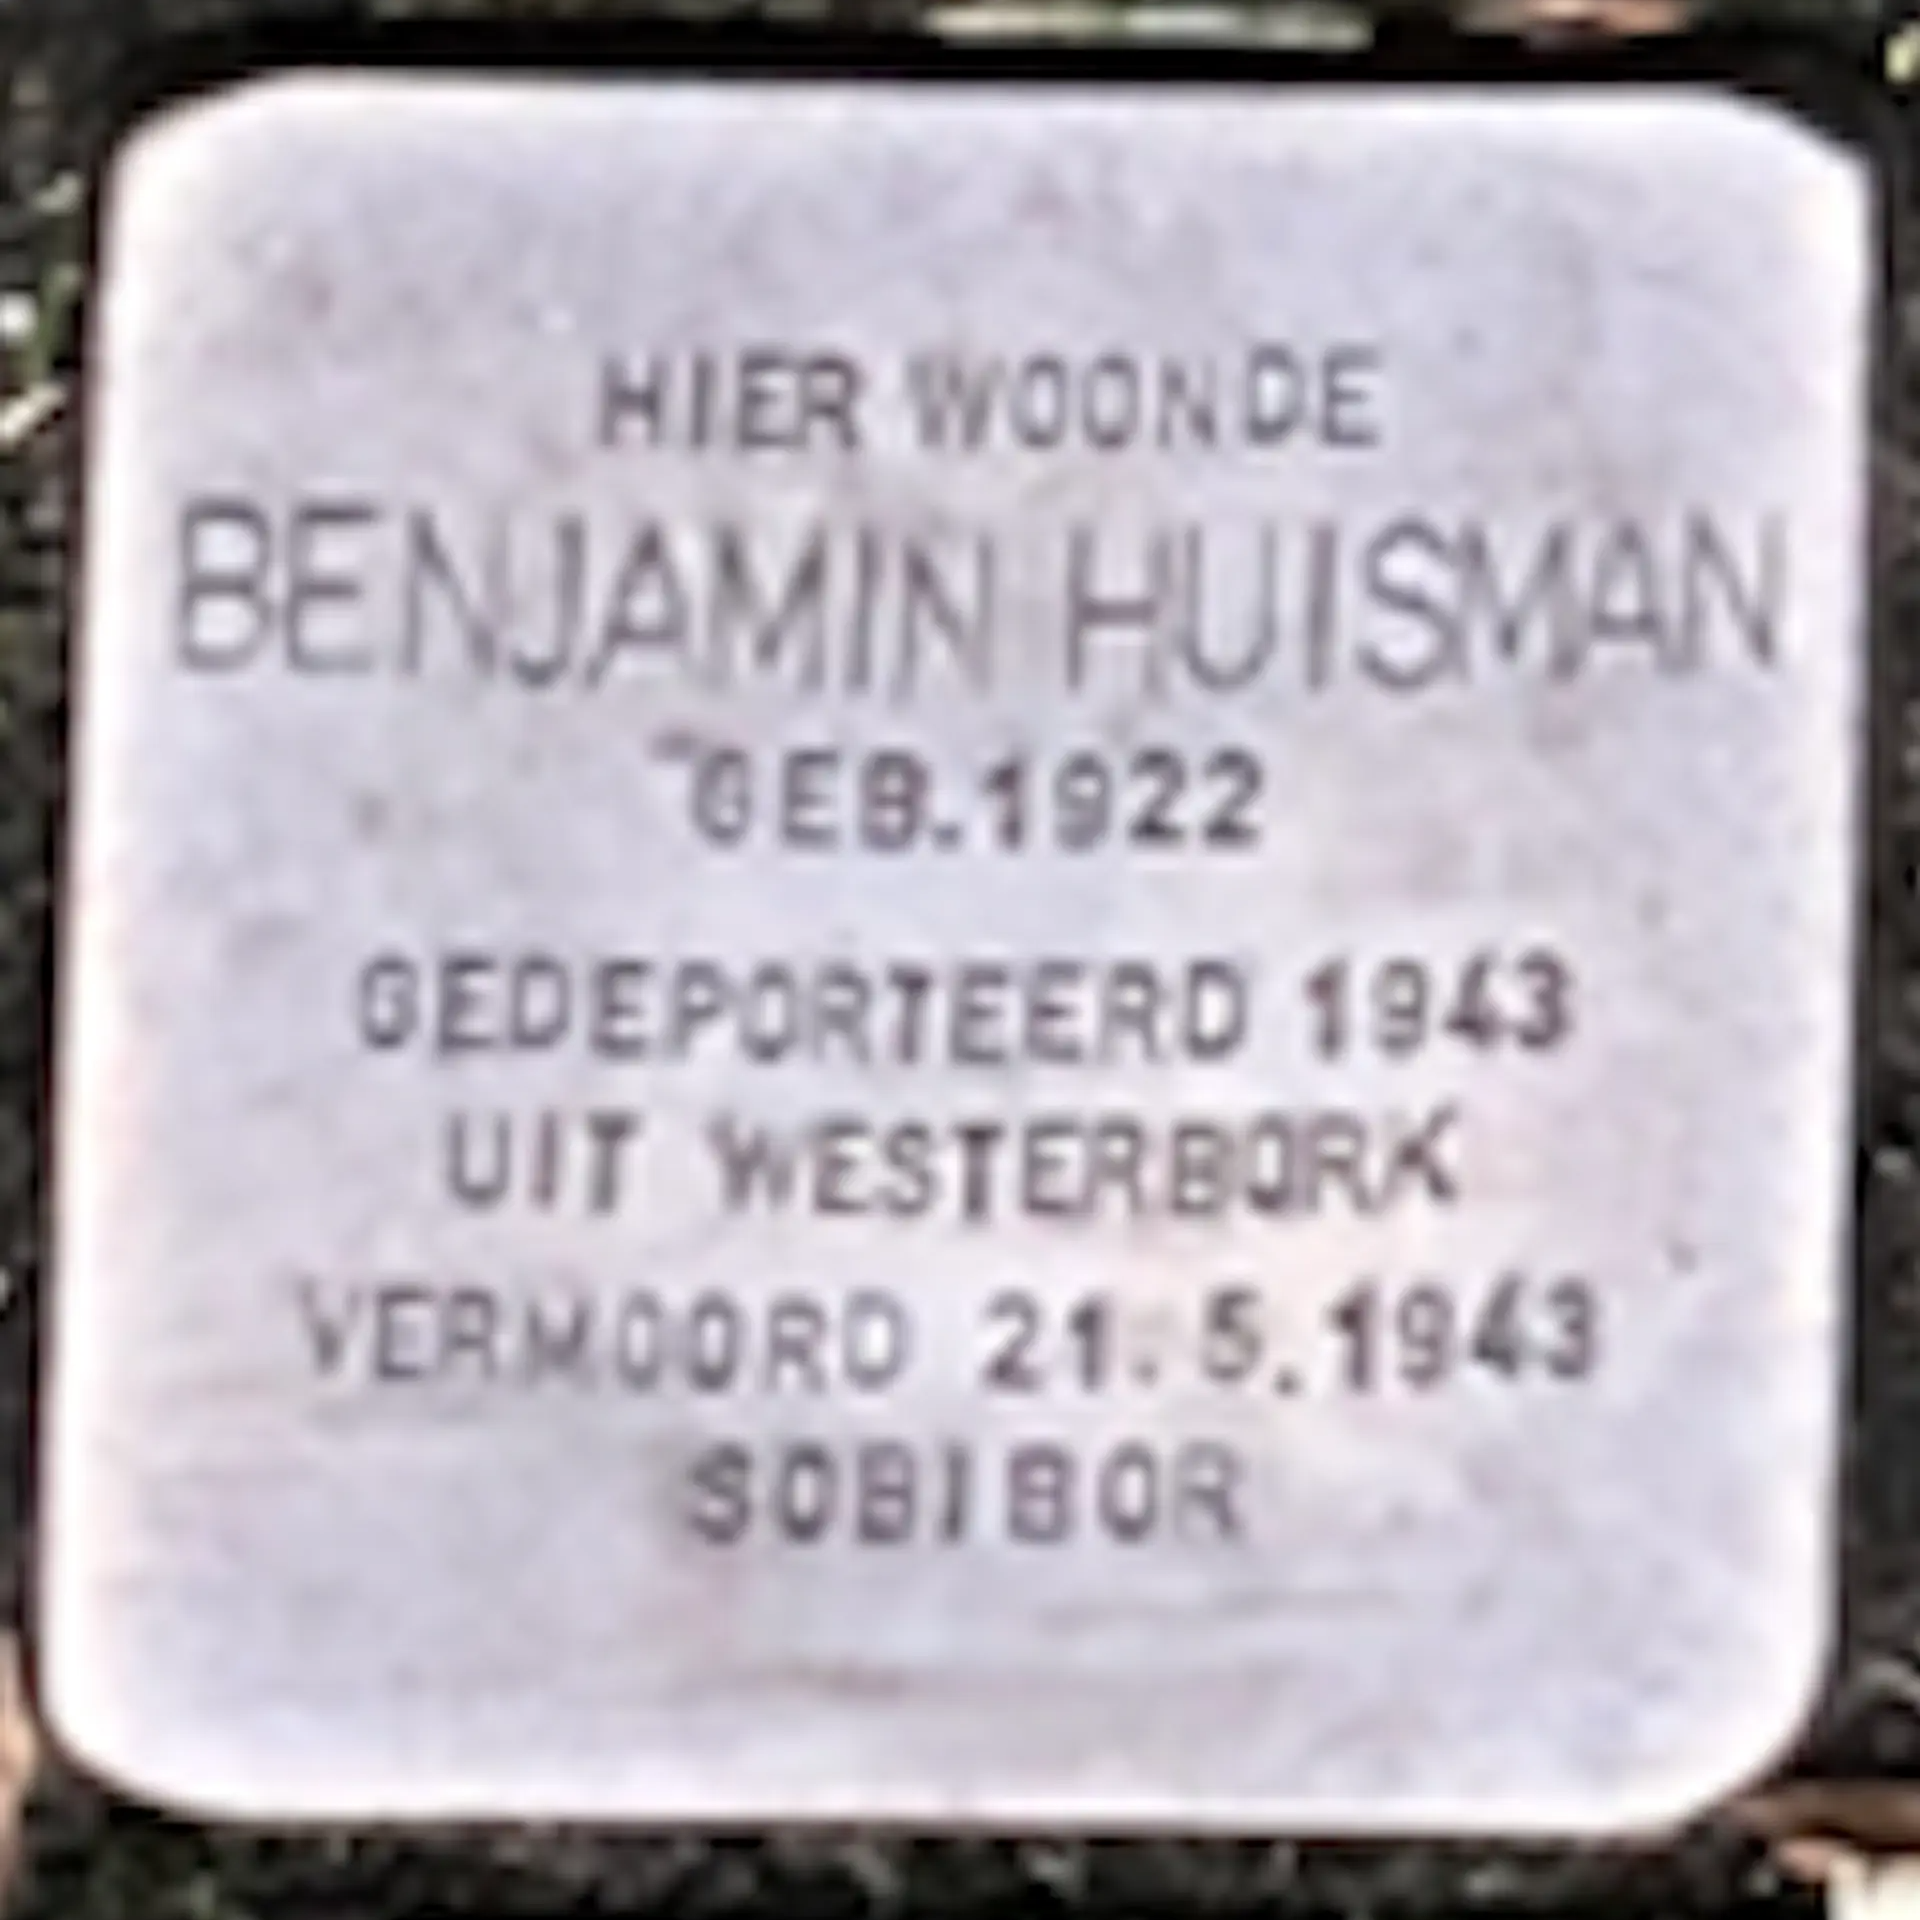 HIER WOONDE
BENJAMIN HUISMAN
GEB.1922
GEDEPORTEERD 1943
UIT WESTERBORK
VERMOORD 21.5.1943
SOBIBOR